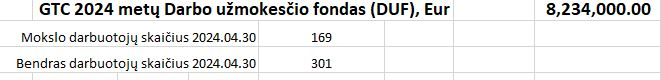 GTC 2024 metų Darbo užmokesčio fondas (DUF), Eur 8,234,000.00
Mokslo darbuotojų skaičius 2024.04.30 169
Bendras darbuotojų skaičius 2024.04.30 301